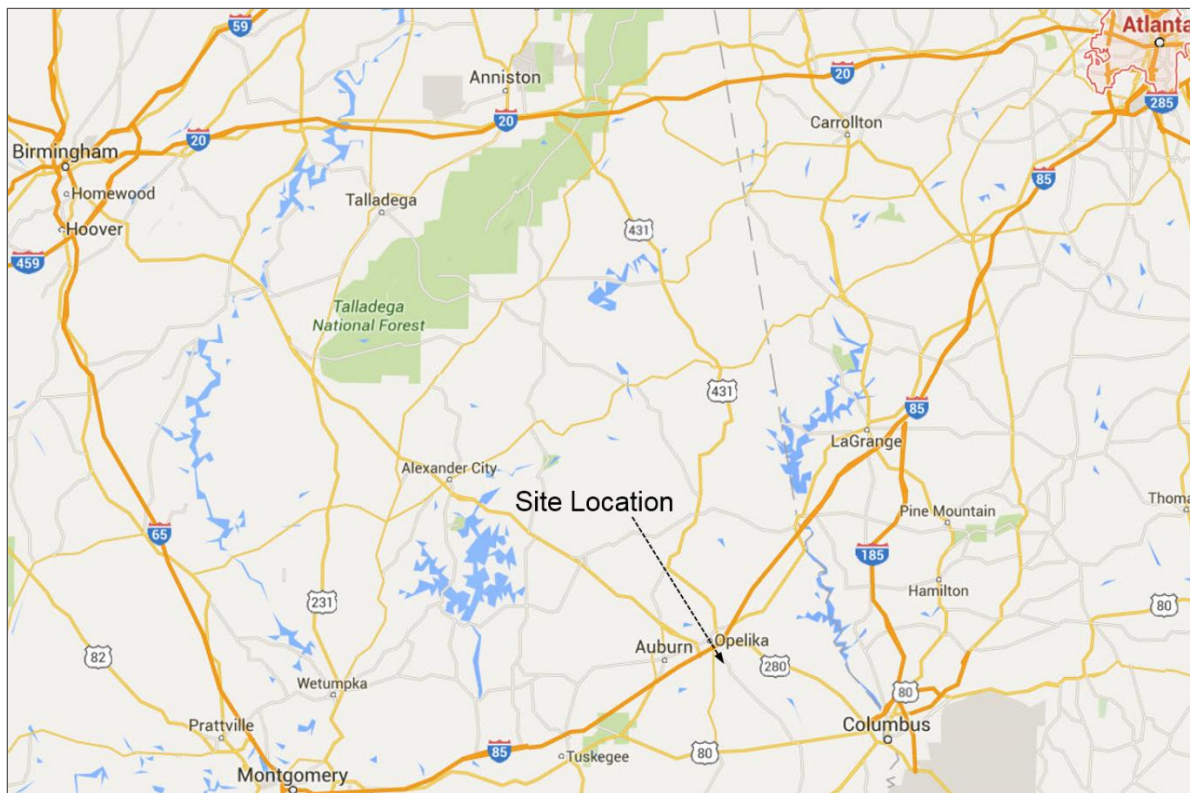 59
Atlanta
20
Anniston
20
285
20
Carrollton
Birmingham
85
Homewood
Talladega
Hoover
431
459
Talladega
National Forest
431
85
LaGrange
Alexander City
Site Location
Thoma
Pine Mountain
65
185
Hamilton
231
80
Opelika
Auburn
82
280
Wetumpka
80
Prattville
Columbus
85
80
Tuskegee
Montgomery